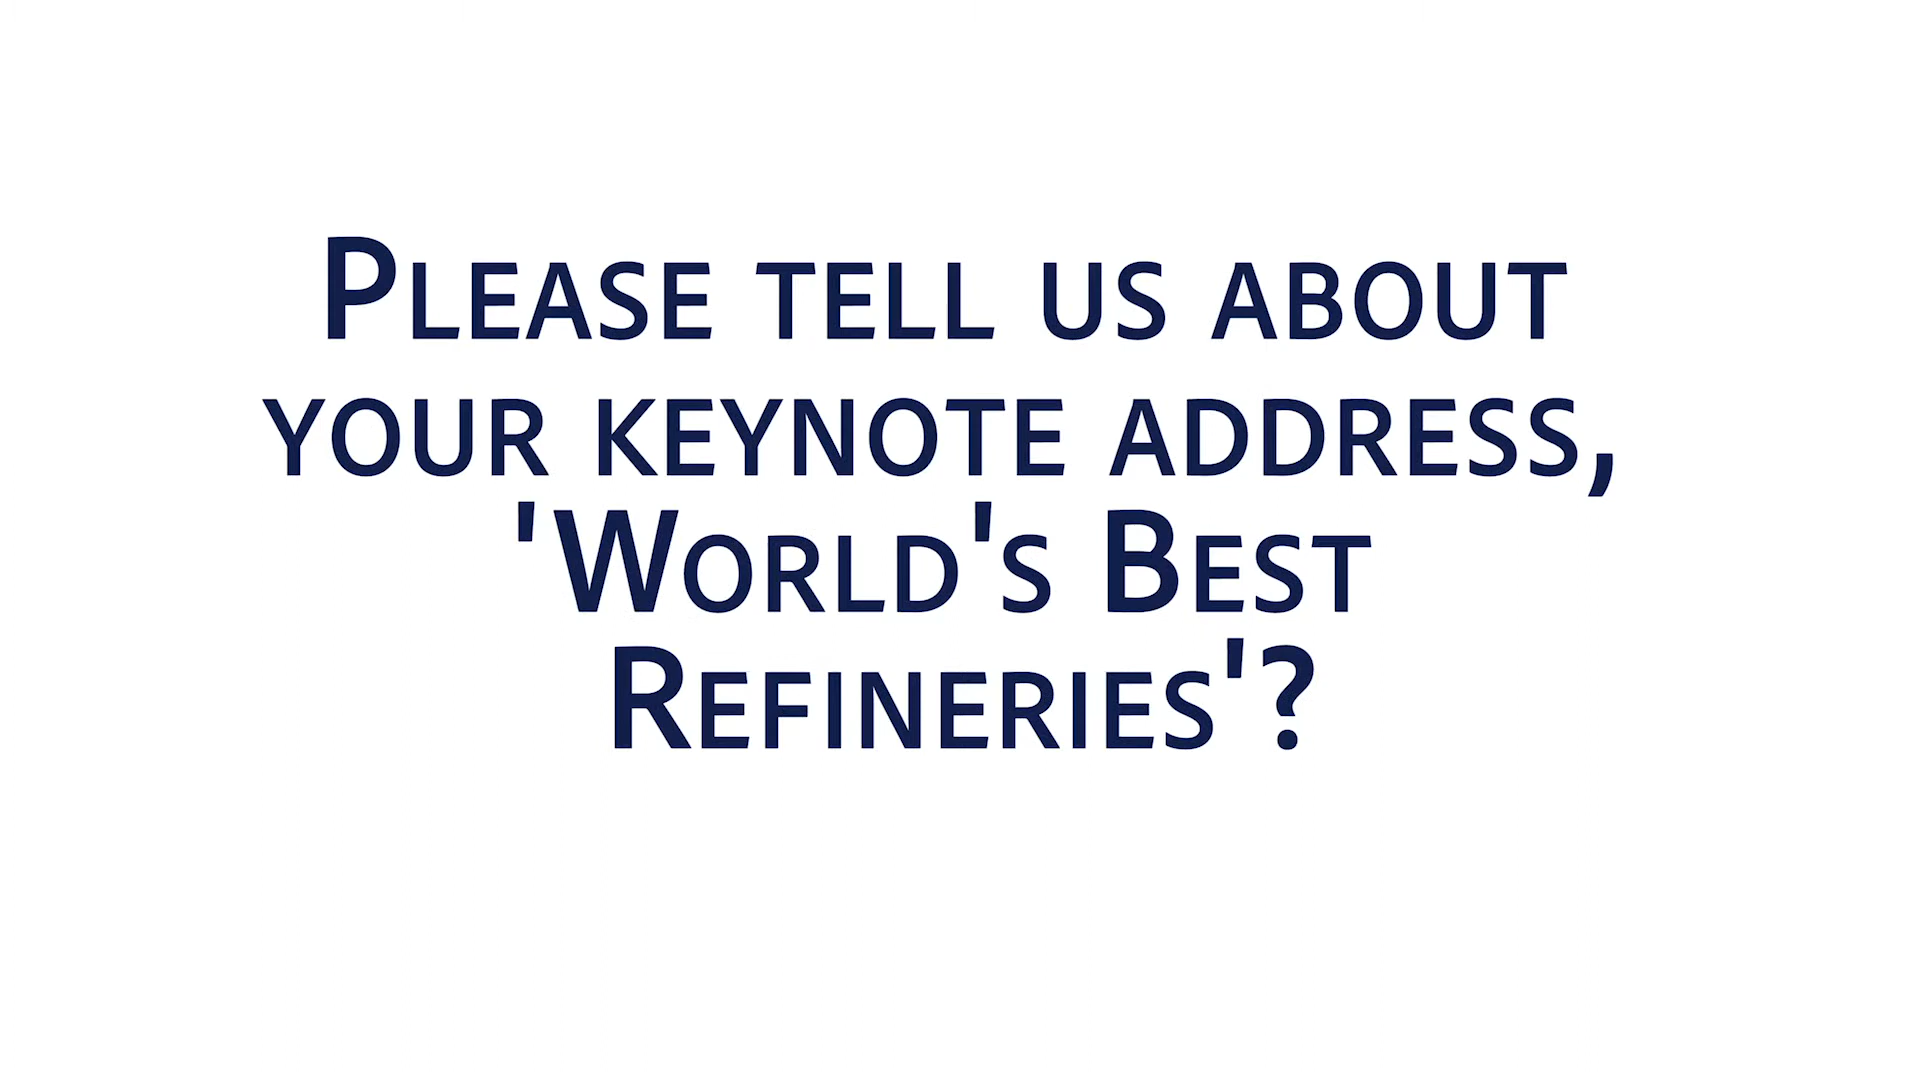 Please tell us about
your keynote address,
'World's Best
Refineries'?